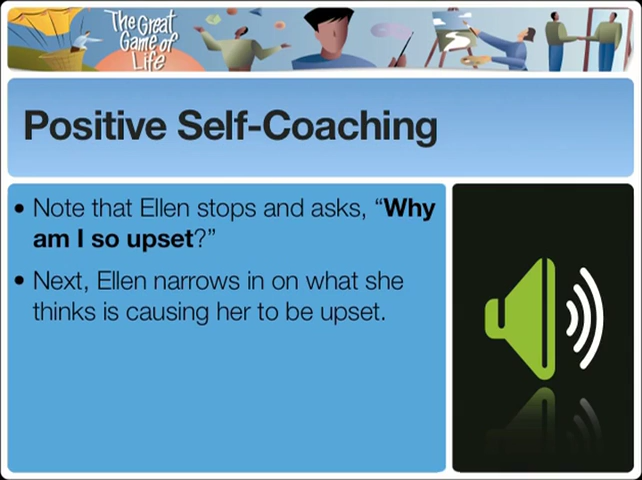 The Great
Game of
Life
Positive Self-Coaching
• Note that Ellen stops and asks, “Why
am I so upset?”
• Next, Ellen narrows in on what she
thinks is causing her to be upset.